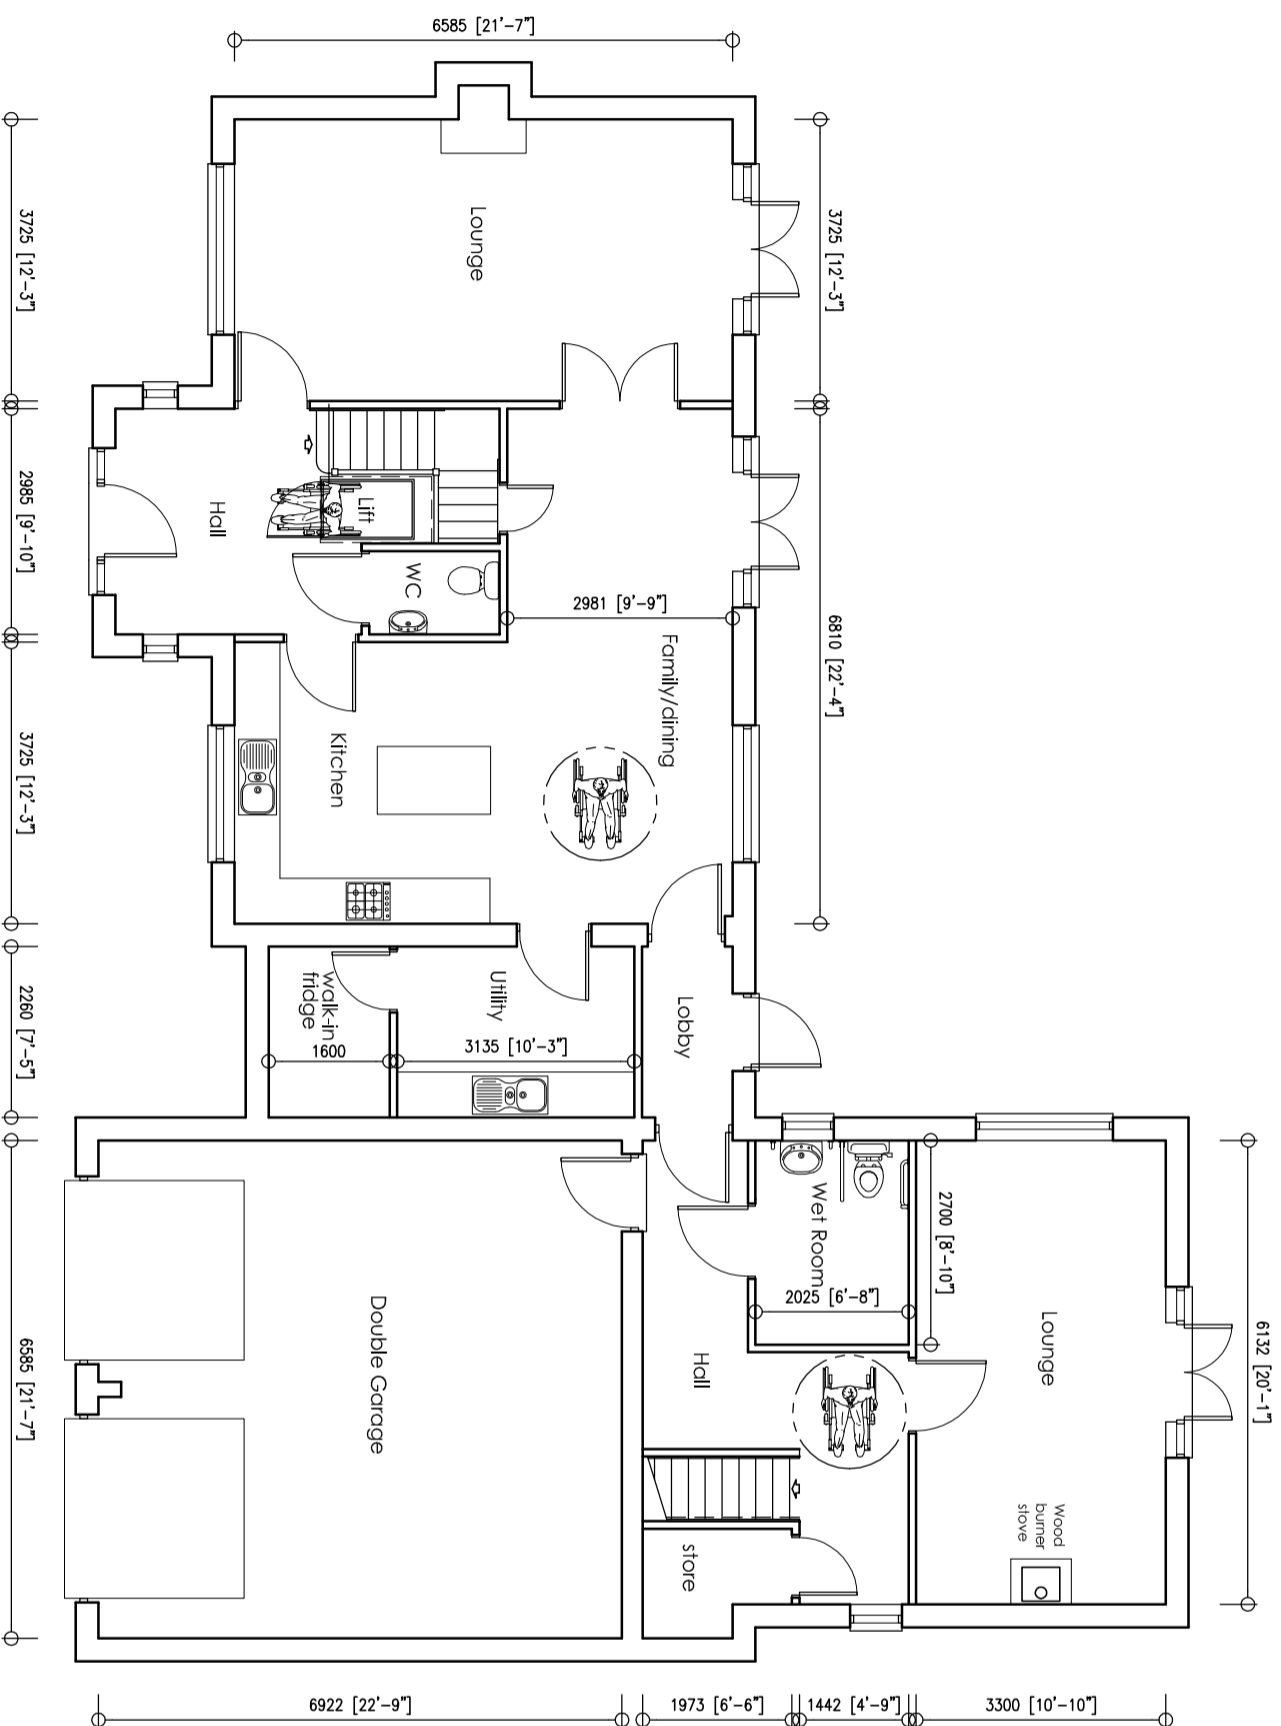 6585 [21'-7"]
3725 [12'-3"]
3725 [12'-3"]
Lounge
2985 [9'-10"]
Hall
Lift
WC
2981 [9'-9"]
6810 [22'-4"]
Family/dining
Kitchen
3725 [12'-3"]
2260 [7'-5"]
walk-in
fridge
1600
Utility
3135 [10'-3"]
Lobby
Wet Room
2025 [6'-8"]
2700 [8'-10"]
Lounge
6132 [20'-1"]
6585 [21'-7"]
Double Garage
Hall
Wood
burner
stove
store
6922 [22'-9"]
1973 [6'-6"]
1442 [4'-9"]
3300 [10'-10"]